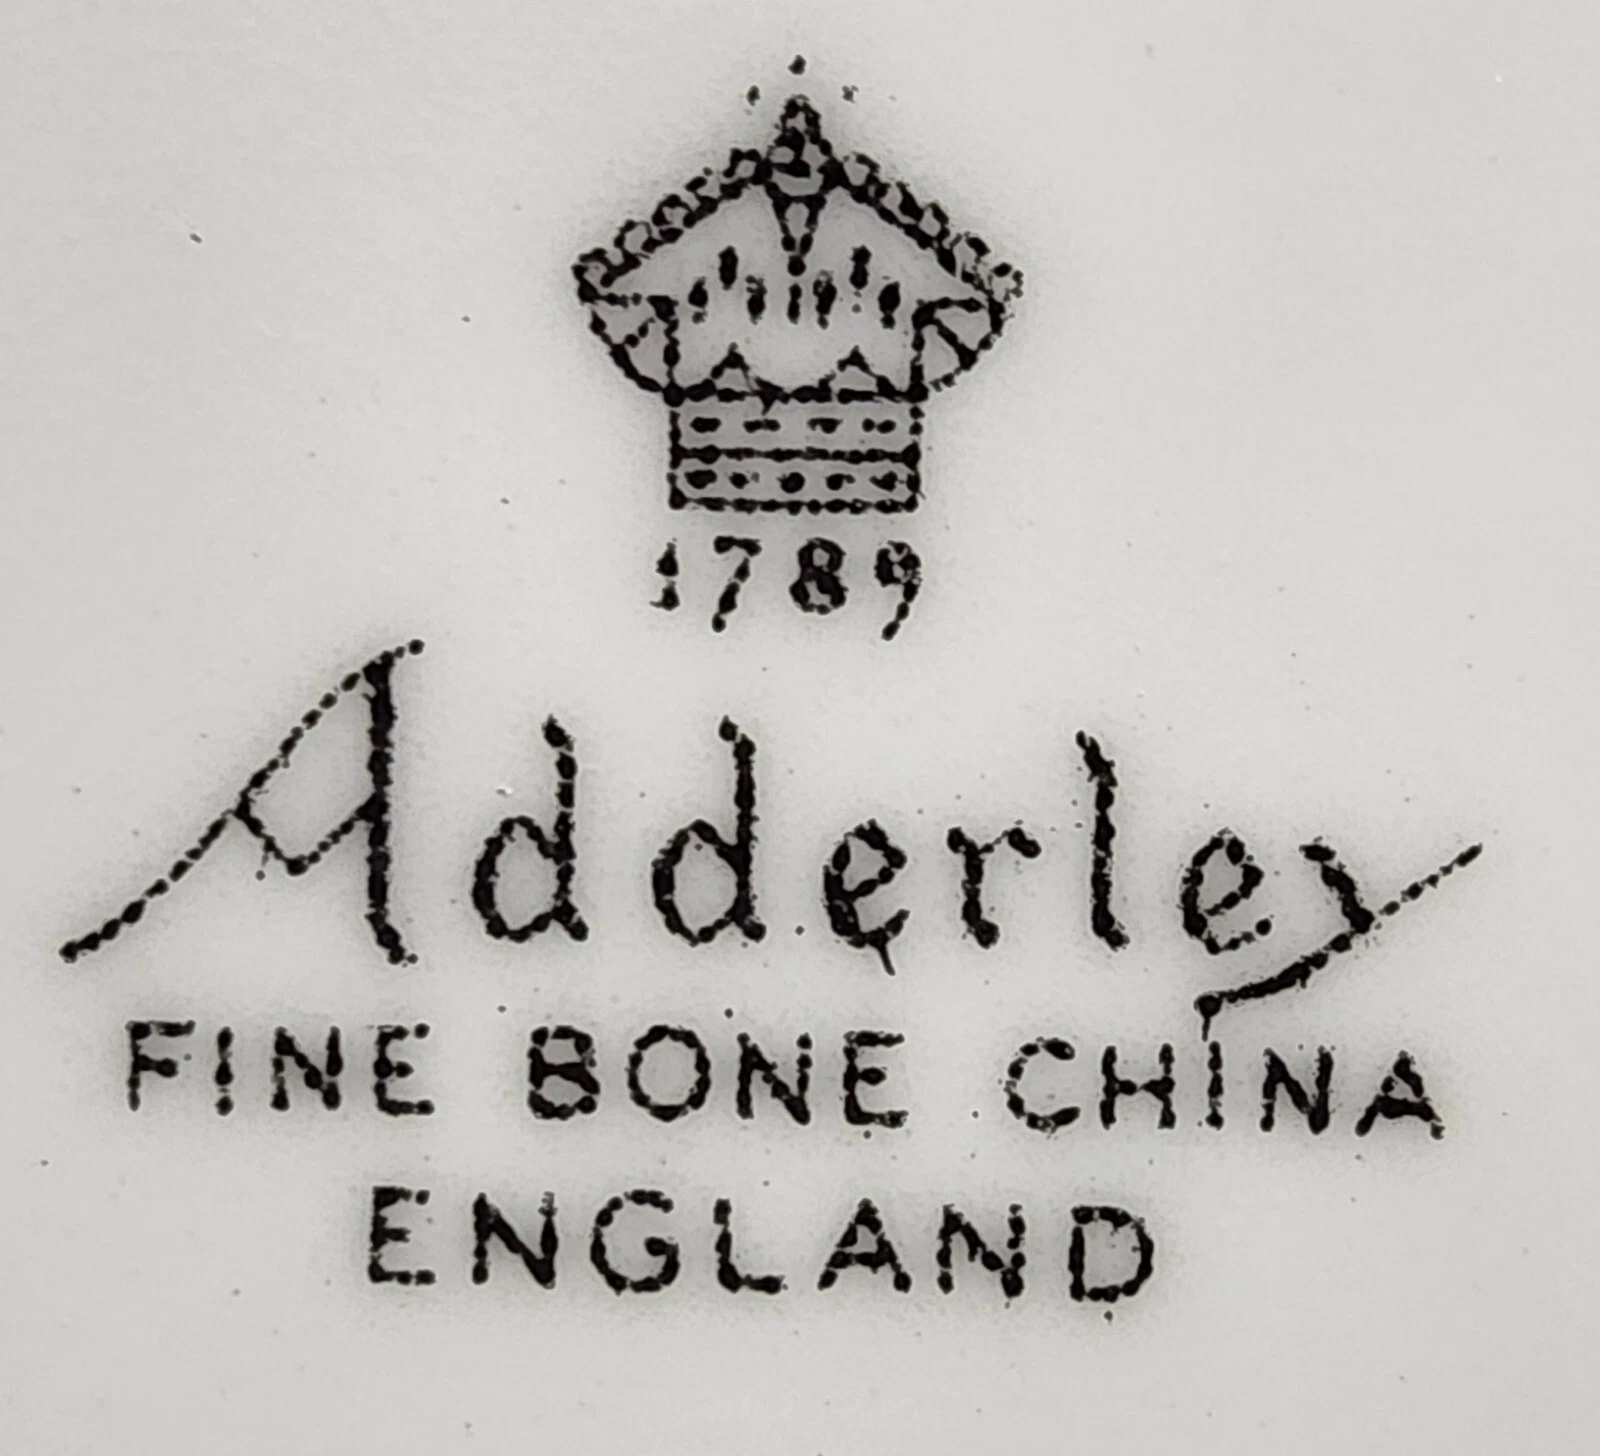 1789
Adderley
FINE BONE CHINA
ENGLAND